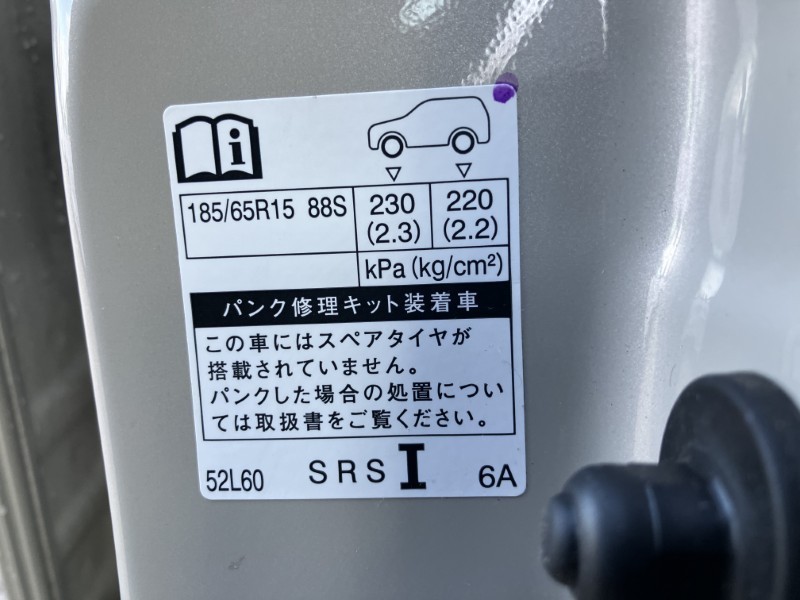 i
185/65R15 88S 230 220
(2.3) (2.2)
kPa (kg/cm²)
パンク修理キット装着車
この車にはスペアタイヤが
搭載されていません。
パンクした場合の処置につい
ては取扱書をご覧ください。
52L60 SRS I 6A